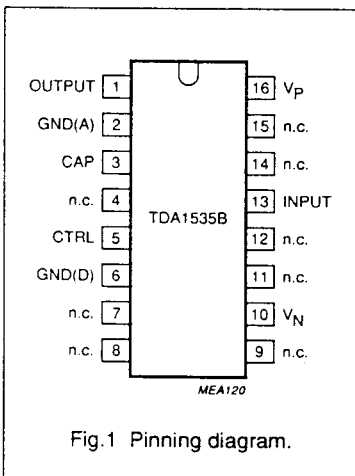 OUTPUT 1 16 VP
GND(A) 2 15 n.c.
CAP 3 14 n.c.
n.c. 4 13 INPUT
TDA1535B
CTRL 5 12 n.c.
GND(D) 6 11 n.c.
n.c. 7 10 VN
n.c. 8 9 n.c.
MEA120
Fig.1 Pinning diagram.